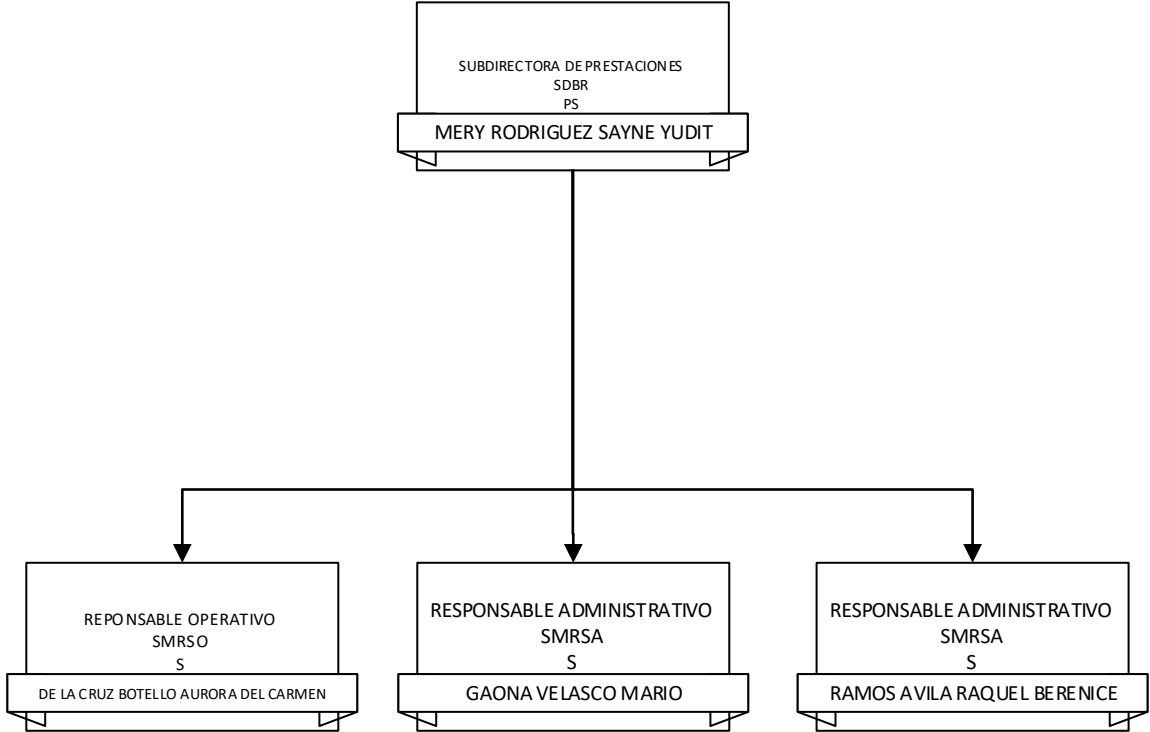 SUBDIRECTORA DE PRESTACIONES
SDBR
PS
MERY RODRIGUEZ SAYNE YUDIT
REPONSABLE OPERATIVO
SMRSO
S
DE LA CRUZ BOTELLO AURORA DEL CARMEN
RESPONSABLE ADMINISTRATIVO
SMRSA
S
GAONA VELASCO MARIO
RESPONSABLE ADMINISTRATIVO
SMRSA
S
RAMOS AVILA RAQUEL BERENICE